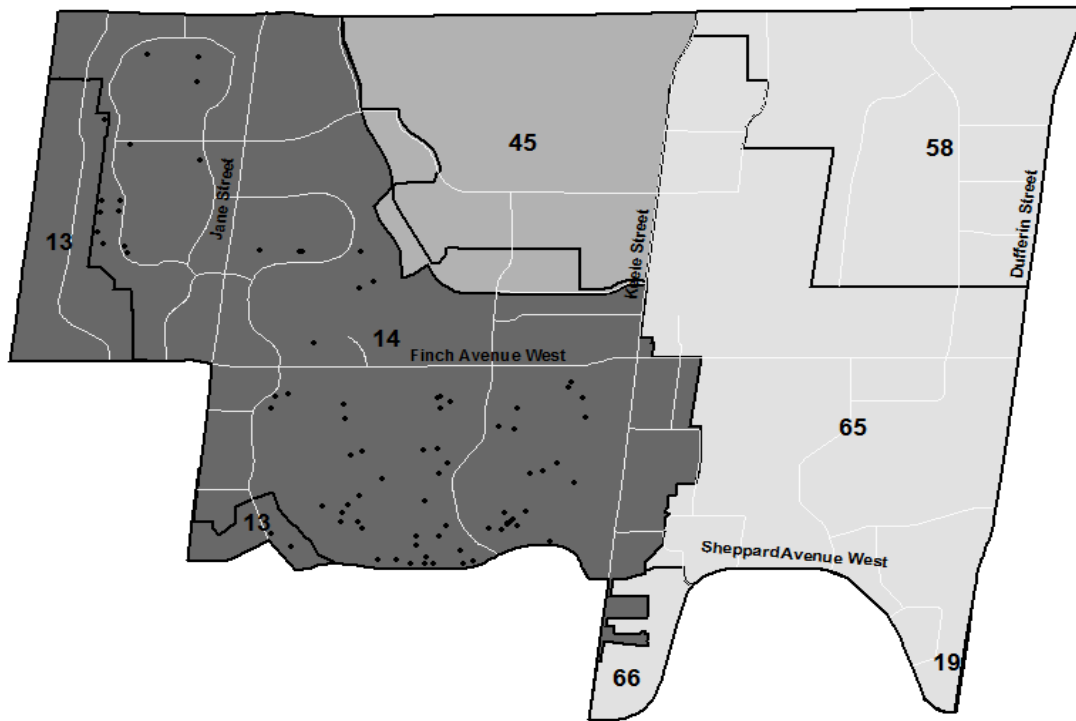 45
58
Jane Street
Dufferin Street
13
Keele Street
14
Finch Avenue West
65
13
Sheppard Avenue West
19
66